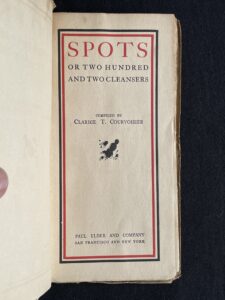 SPOTS
OR TWO HUNDRED
AND TWO CLEANSERS
COMPILED BY
CLARICE T. COURVOISIER
PAUL ELDER AND COMPANY
SAN FRANCISCO AND NEW YORK